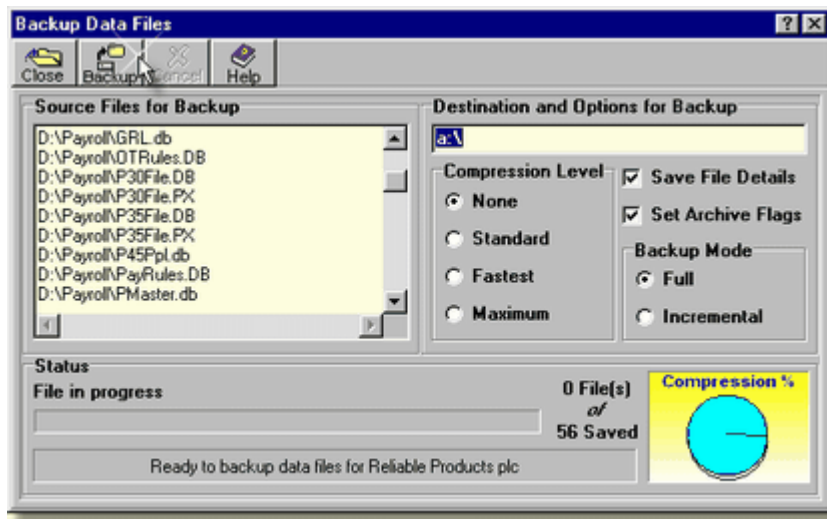 Backup Data Files
Close Backup Cancel Help
Source Files for Backup
D:\Payroll\GRL.db
D:\Payroll\OTRules.DB
D:\Payroll\P30File.DB
D:\Payroll\P30File.PX
D:\Payroll\P35File.DB
D:\Payroll\P35File.PX
D:\Payroll\P45Ppl.db
D:\Payroll\PayRules.DB
D:\Payroll\PMaster.db
Destination and Options for Backup
a:\
Compression Level
None
Standard
Fastest
Maximum
Save File Details
Set Archive Flags
Backup Mode
Full
Incremental
Status
File in progress
0 File(s)
of
56 Saved
Compression %
Ready to backup data files for Reliable Products plc